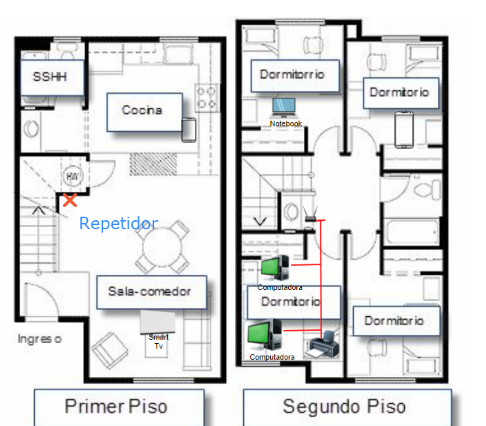 SSHH
Cocina
HW
Repetidor
Sala-comedor
Smart
Tv
Ingreso
Primer Piso
Dormitorrio
Dormitorio
Notebook
Computadora
Dormitorio
Dormitorio
Computadora
Segundo Piso